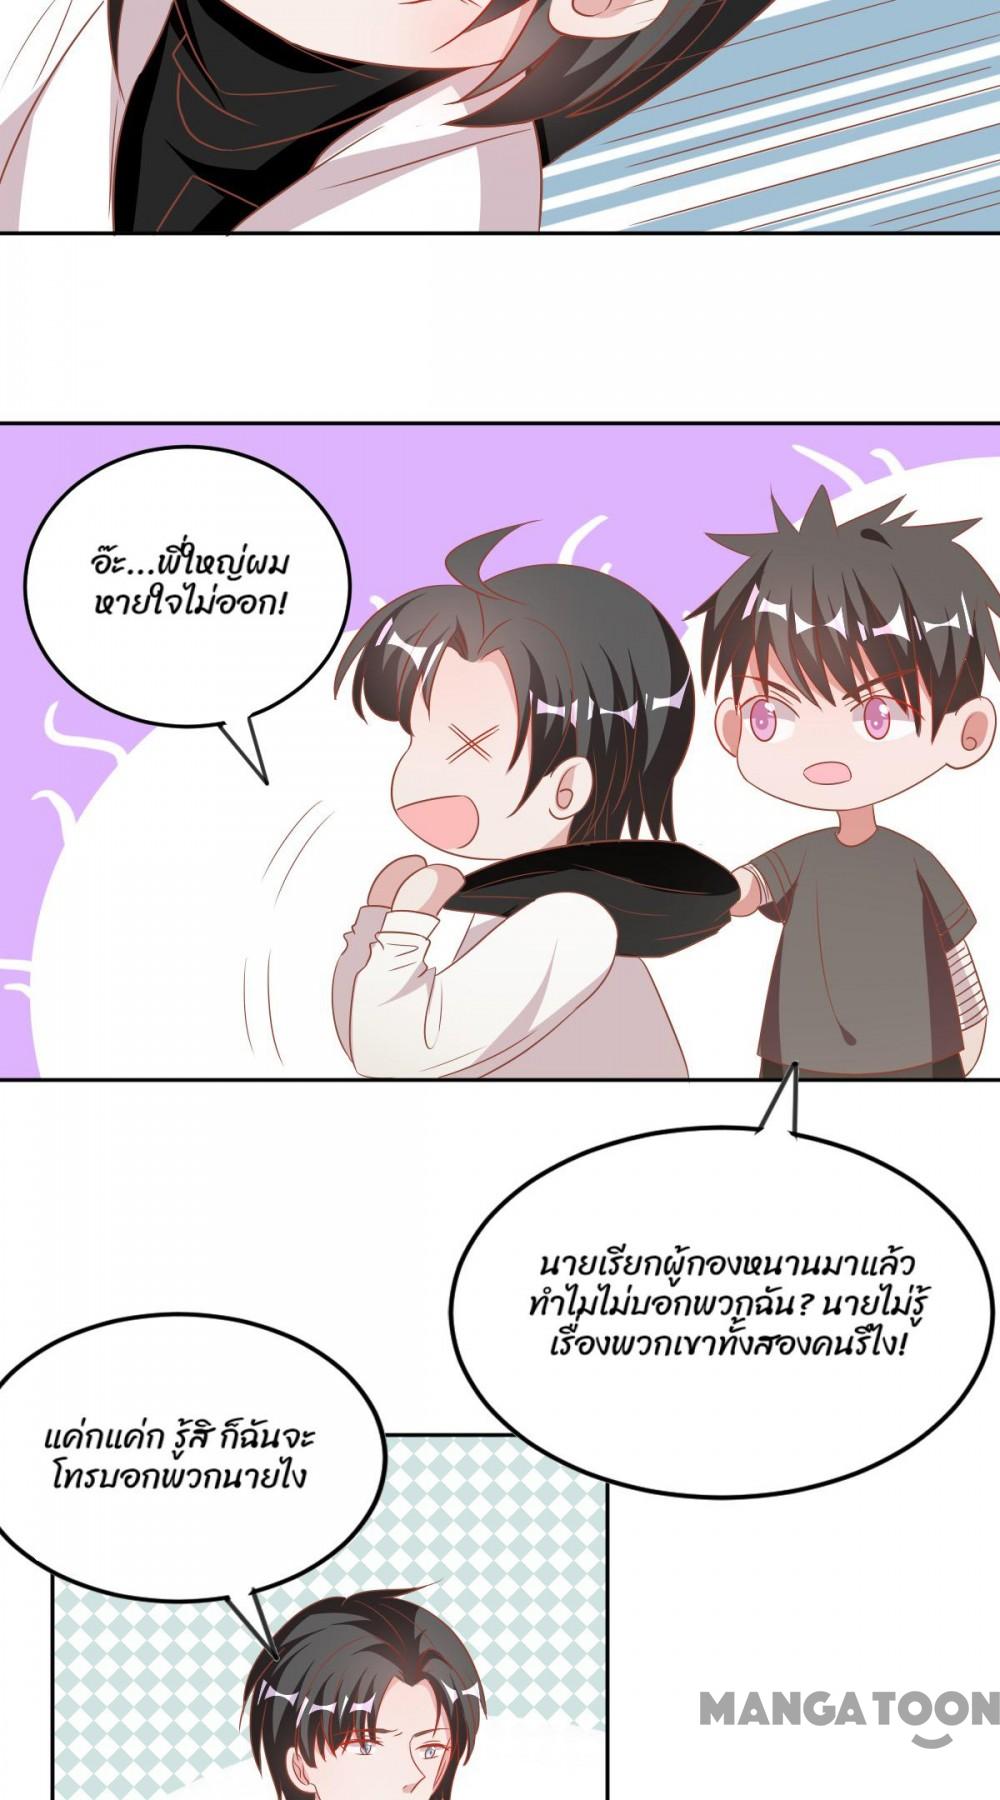 อ๊ะ...พี่ใหญ่ผม
หายใจไม่ออก!
นายเรียกผู้กองหนานมาแล้ว
ทำไมไม่บอกพวกฉัน? นายไม่รู้
เรื่องพวกเขาทั้งสองคนรึไง!
แค่กแค่ก รู้สิ ก็ฉันจะ
โทรบอกพวกนายไง
MANGATOON